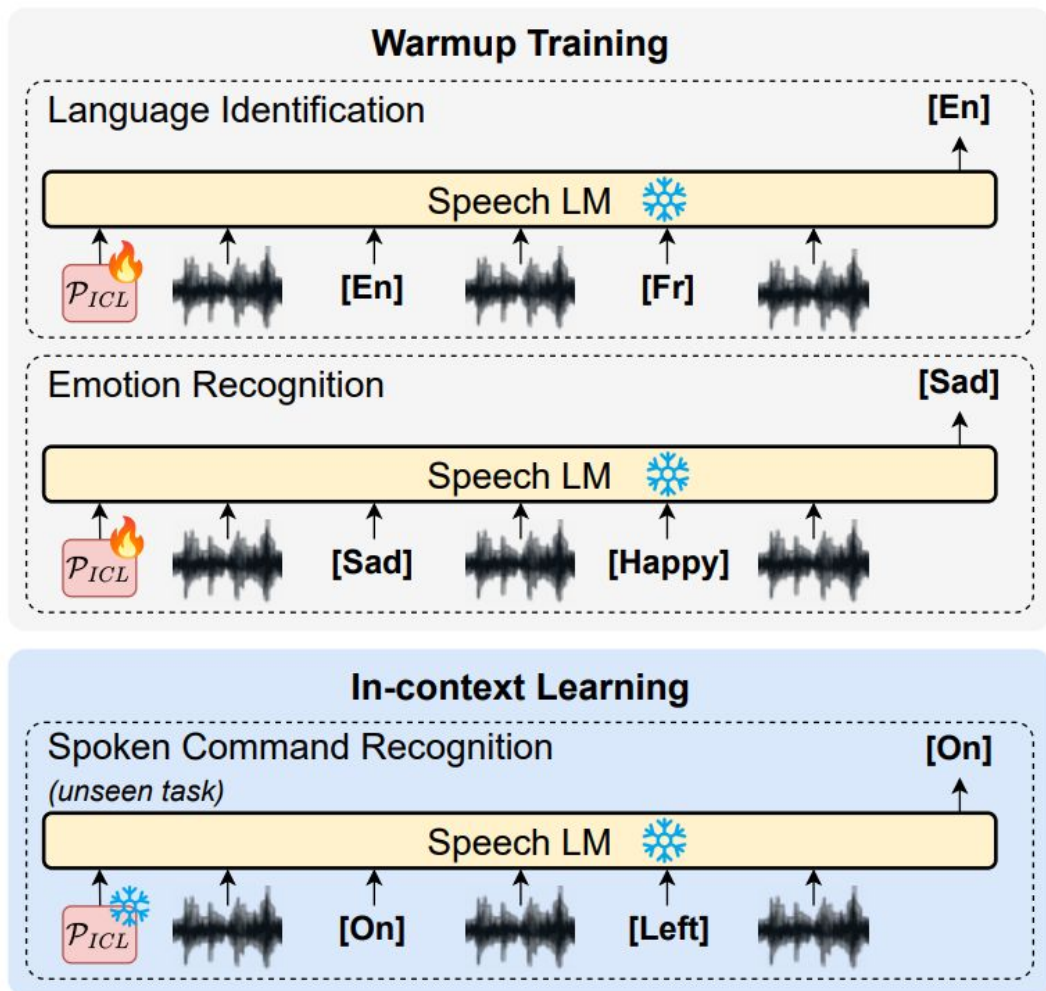 Warmup Training
Language Identification
[En]
Speech LM
P_ICL [En] [Fr]
Emotion Recognition
[Sad]
Speech LM
P_ICL [Sad] [Happy]
In-context Learning
Spoken Command Recognition
[On]
(unseen task)
Speech LM
P_ICL [On] [Left]